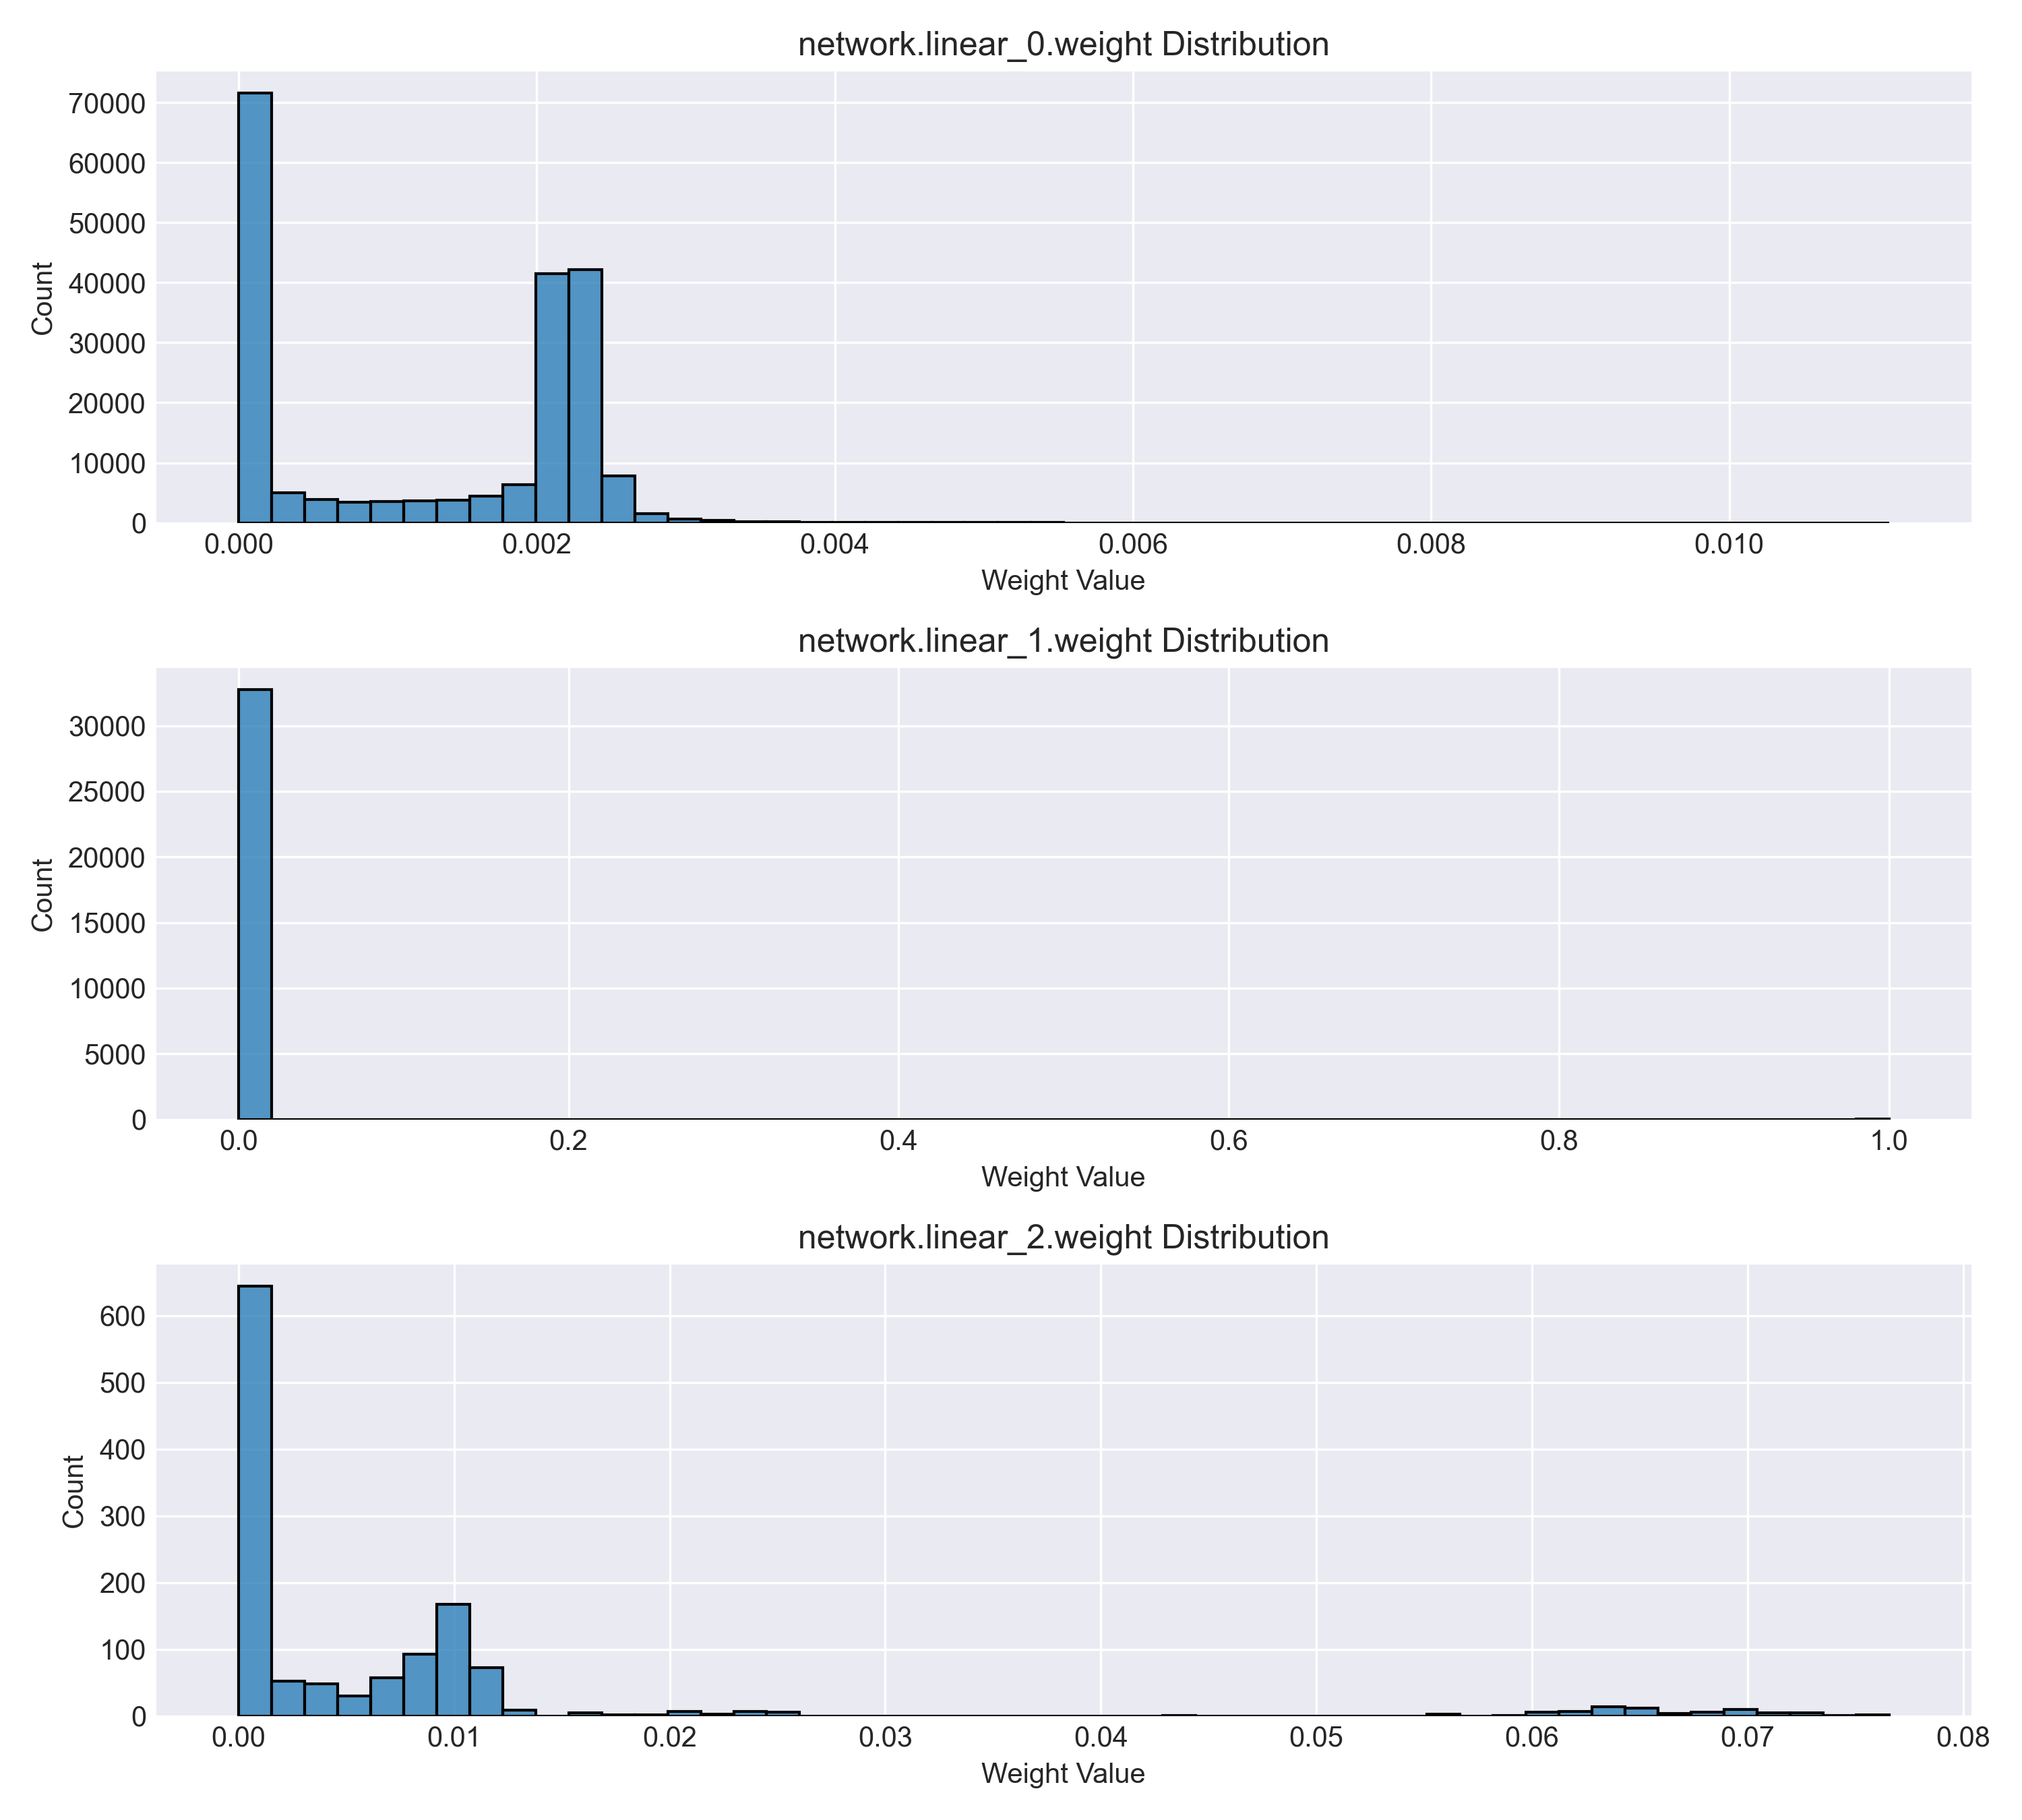 network.linear_0.weight Distribution
70000
60000
50000
40000
30000
20000
10000
0
Count
0.000 0.002 0.004 0.006 0.008 0.010
Weight Value
network.linear_1.weight Distribution
30000
25000
20000
15000
10000
5000
0
Count
0.0 0.2 0.4 0.6 0.8 1.0
Weight Value
network.linear_2.weight Distribution
600
500
400
300
200
100
0
Count
0.00 0.01 0.02 0.03 0.04 0.05 0.06 0.07 0.08
Weight Value